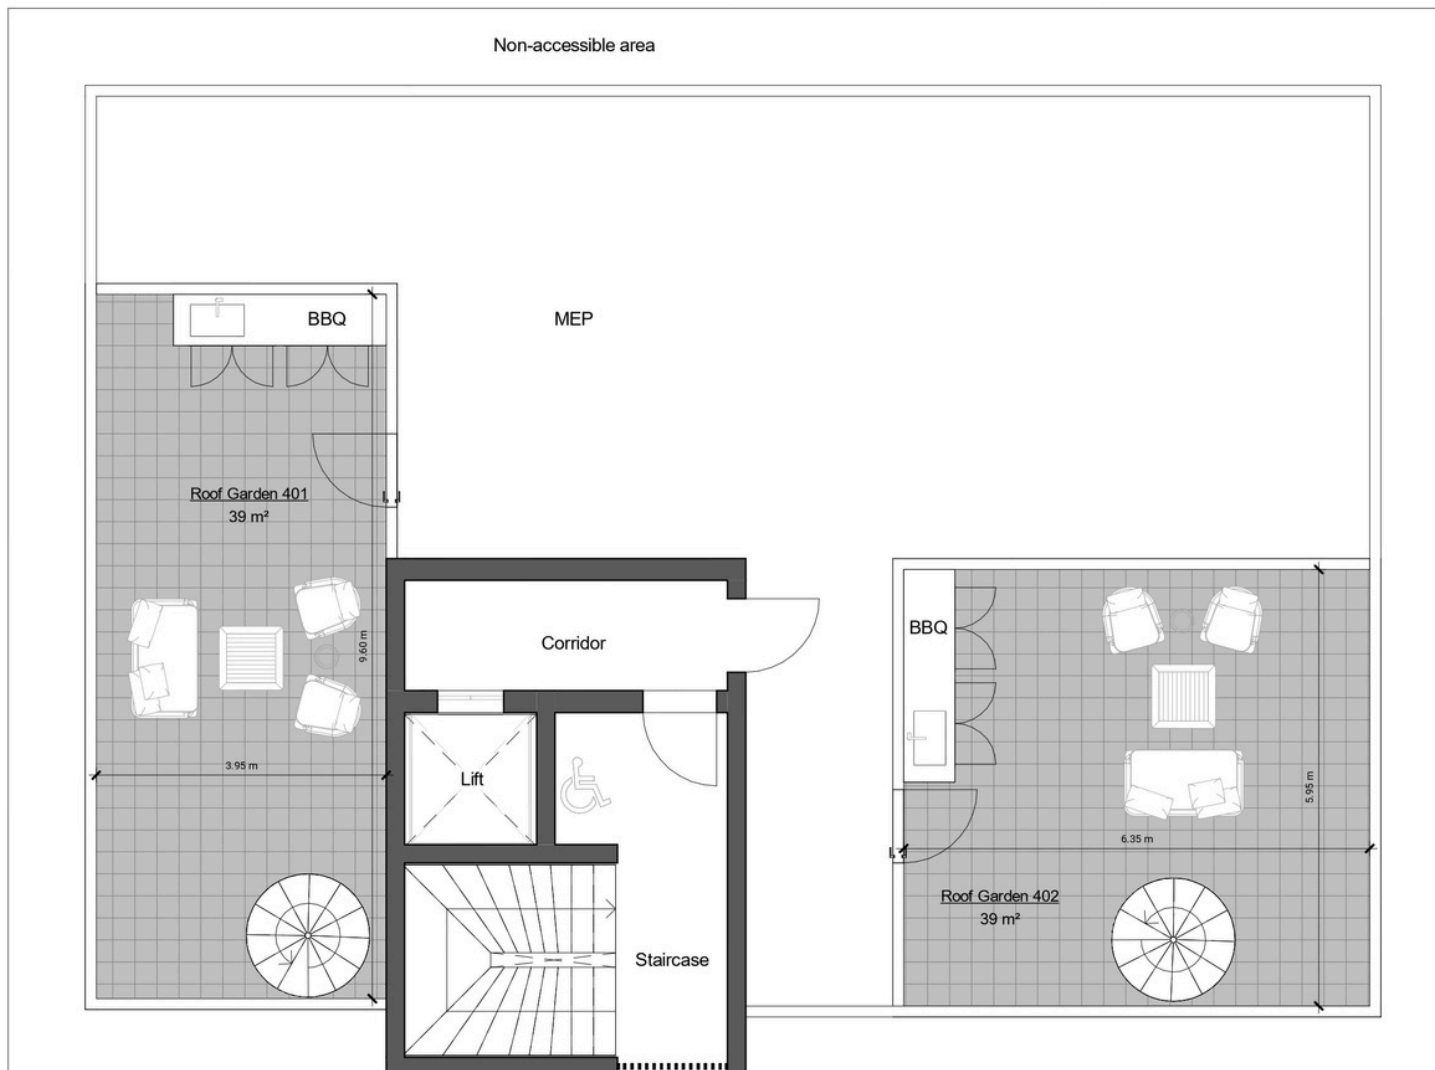 Non-accessible area
BBQ
MEP
Roof Garden 401
39 m²
9.60 m
Corridor
BBQ
3.95 m
Lift
5.95 m
6.35 m
Roof Garden 402
39 m²
Staircase